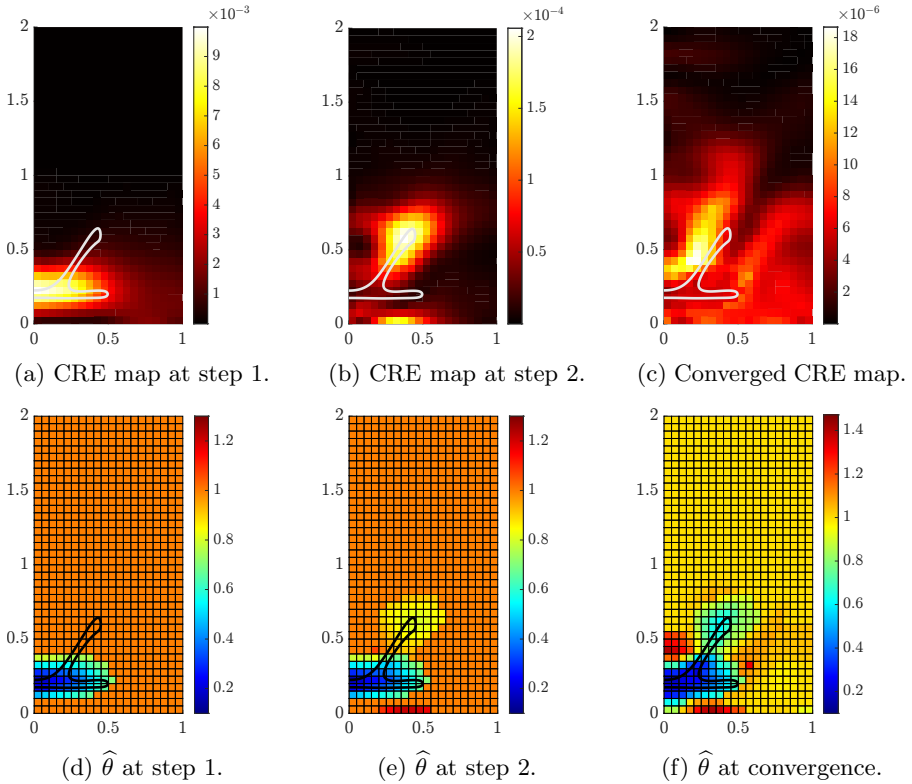 ×10⁻³ ×10⁻⁴ ×10⁻⁶
2 2 2
9 2 18
8 16
1.5 7 1.5 1.5 1.5 14
6 12
1 5 1 1 1 10
4 8
0.5 3 0.5 0.5 0.5 6
2 4
1 2
0 0 0
0 0.5 1 0 0.5 1 0 0.5 1
(a) CRE map at step 1. (b) CRE map at step 2. (c) Converged CRE map.
2 2 2
1.2 1.2 1.4
1.5 1 1.5 1 1.5 1.2
1
1 0.8 1 0.8 1 0.8
0.6 0.6 0.6
0.5 0.4 0.5 0.4 0.5 0.4
0.2 0.2 0.2
0 0 0
0 0.5 1 0 0.5 1 0 0.5 1
(d) θ̂ at step 1. (e) θ̂ at step 2. (f) θ̂ at convergence.